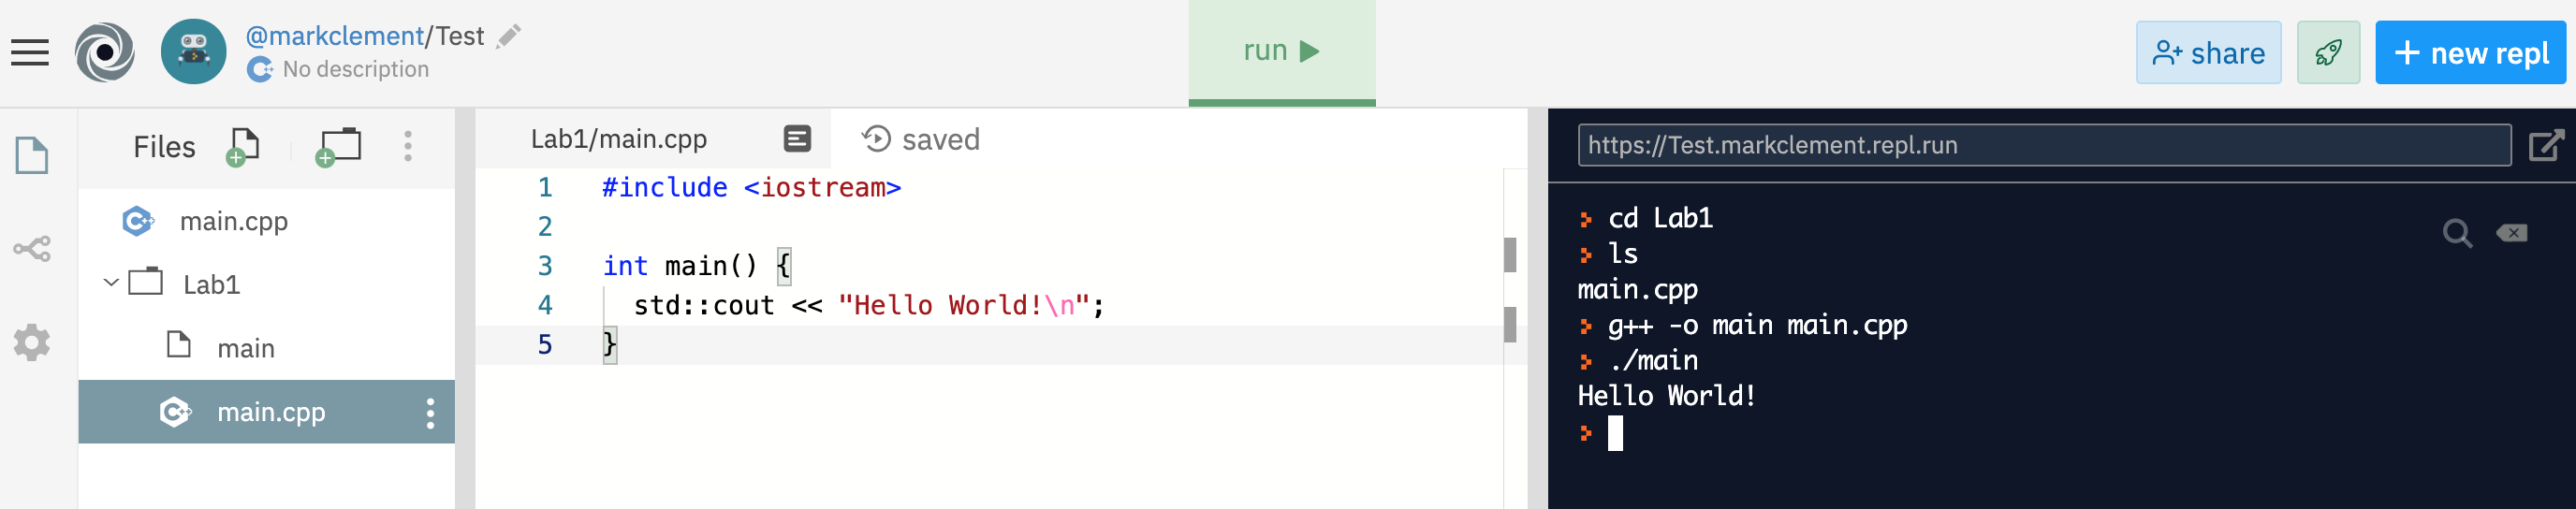 @markclement/Test
No description
run
share
+ new repl
Files
main.cpp
Lab1
main
main.cpp
Lab1/main.cpp
saved
1 #include <iostream>
2
3 int main() {
4 std::cout << "Hello World!\n";
5 }
https://Test.markclement.repl.run
> cd Lab1
> ls
main.cpp
> g++ -o main main.cpp
> ./main
Hello World!
>